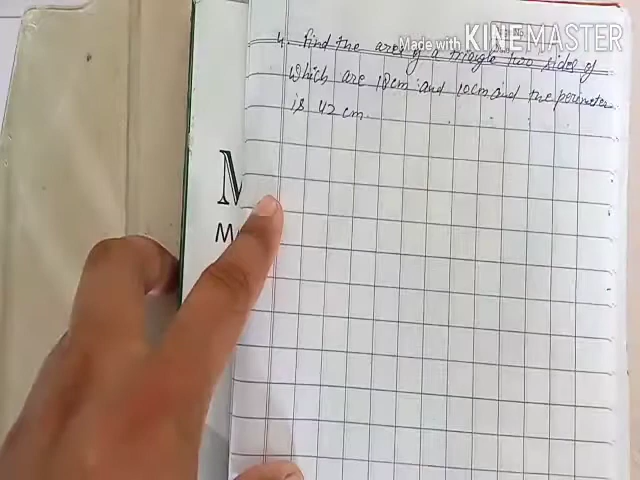 Made with KINEMASTER
4. Find the area of a triangle two sides of
which are 18cm and 10cm and the perimeter
is 42 cm.
M
M